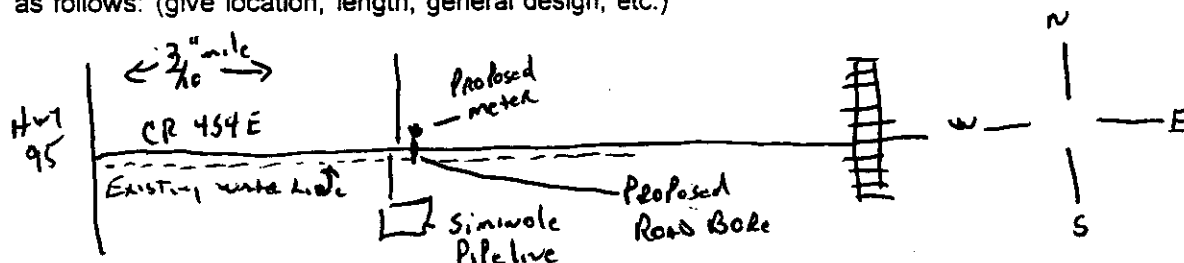 as follows: (give location, length, general design, etc.)
3/10 mile
N
Proposed
meter
Hwy
95
CR 454 E
W
E
Existing water Line
Proposed
Road Bore
Siminole
Pipeline
S